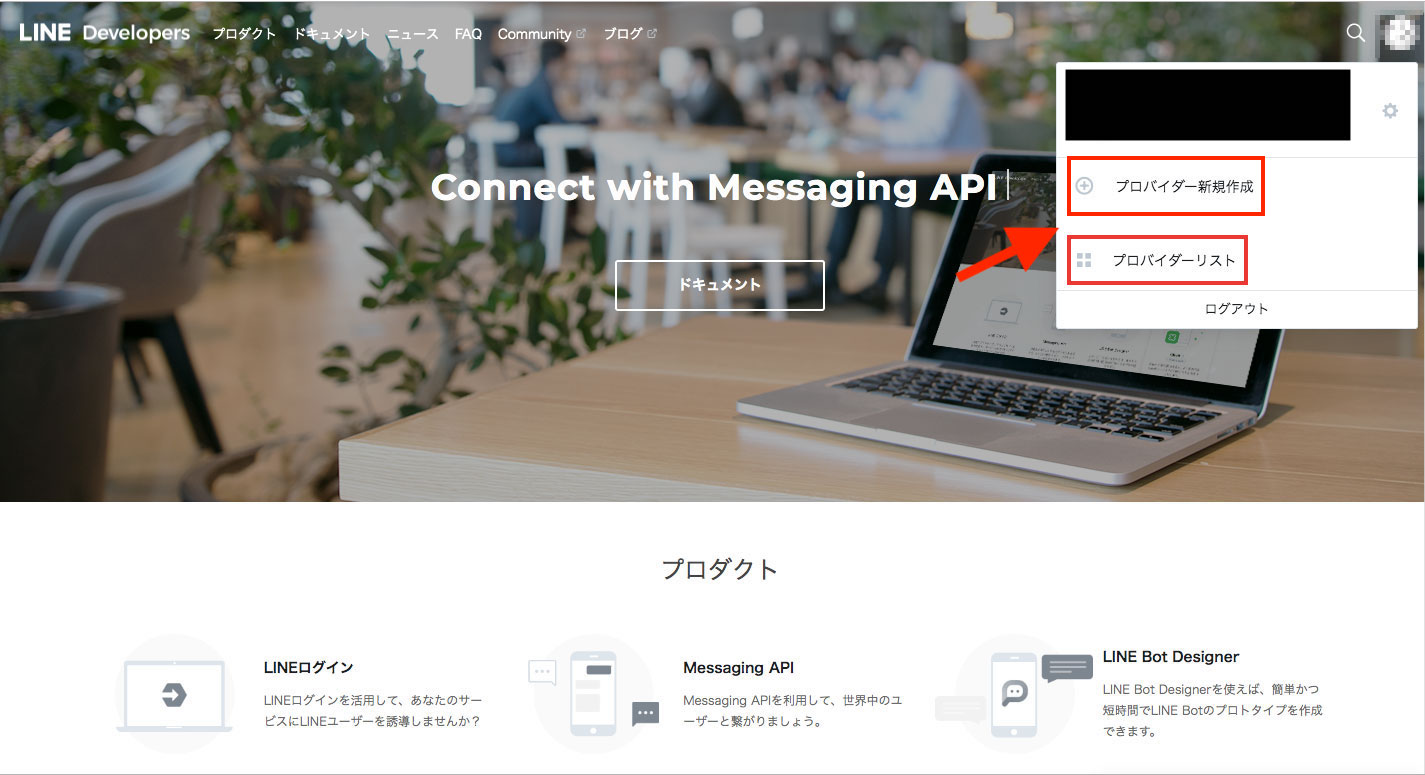 LINE Developers プロダクト ドキュメント ニュース FAQ Community ブログ
プロバイダー新規作成
プロバイダーリスト
ログアウト
Connect with Messaging API
ドキュメント
プロダクト
LINEログイン
LINEログインを活用して、あなたのサー
ビスにLINEユーザーを誘導しませんか？
Messaging API
Messaging APIを利用して、世界中のユ
ーザーと繋がりましょう。
LINE Bot Designer
LINE Bot Designerを使えば、簡単かつ
短時間でLINE Botのプロトタイプを作成
できます。